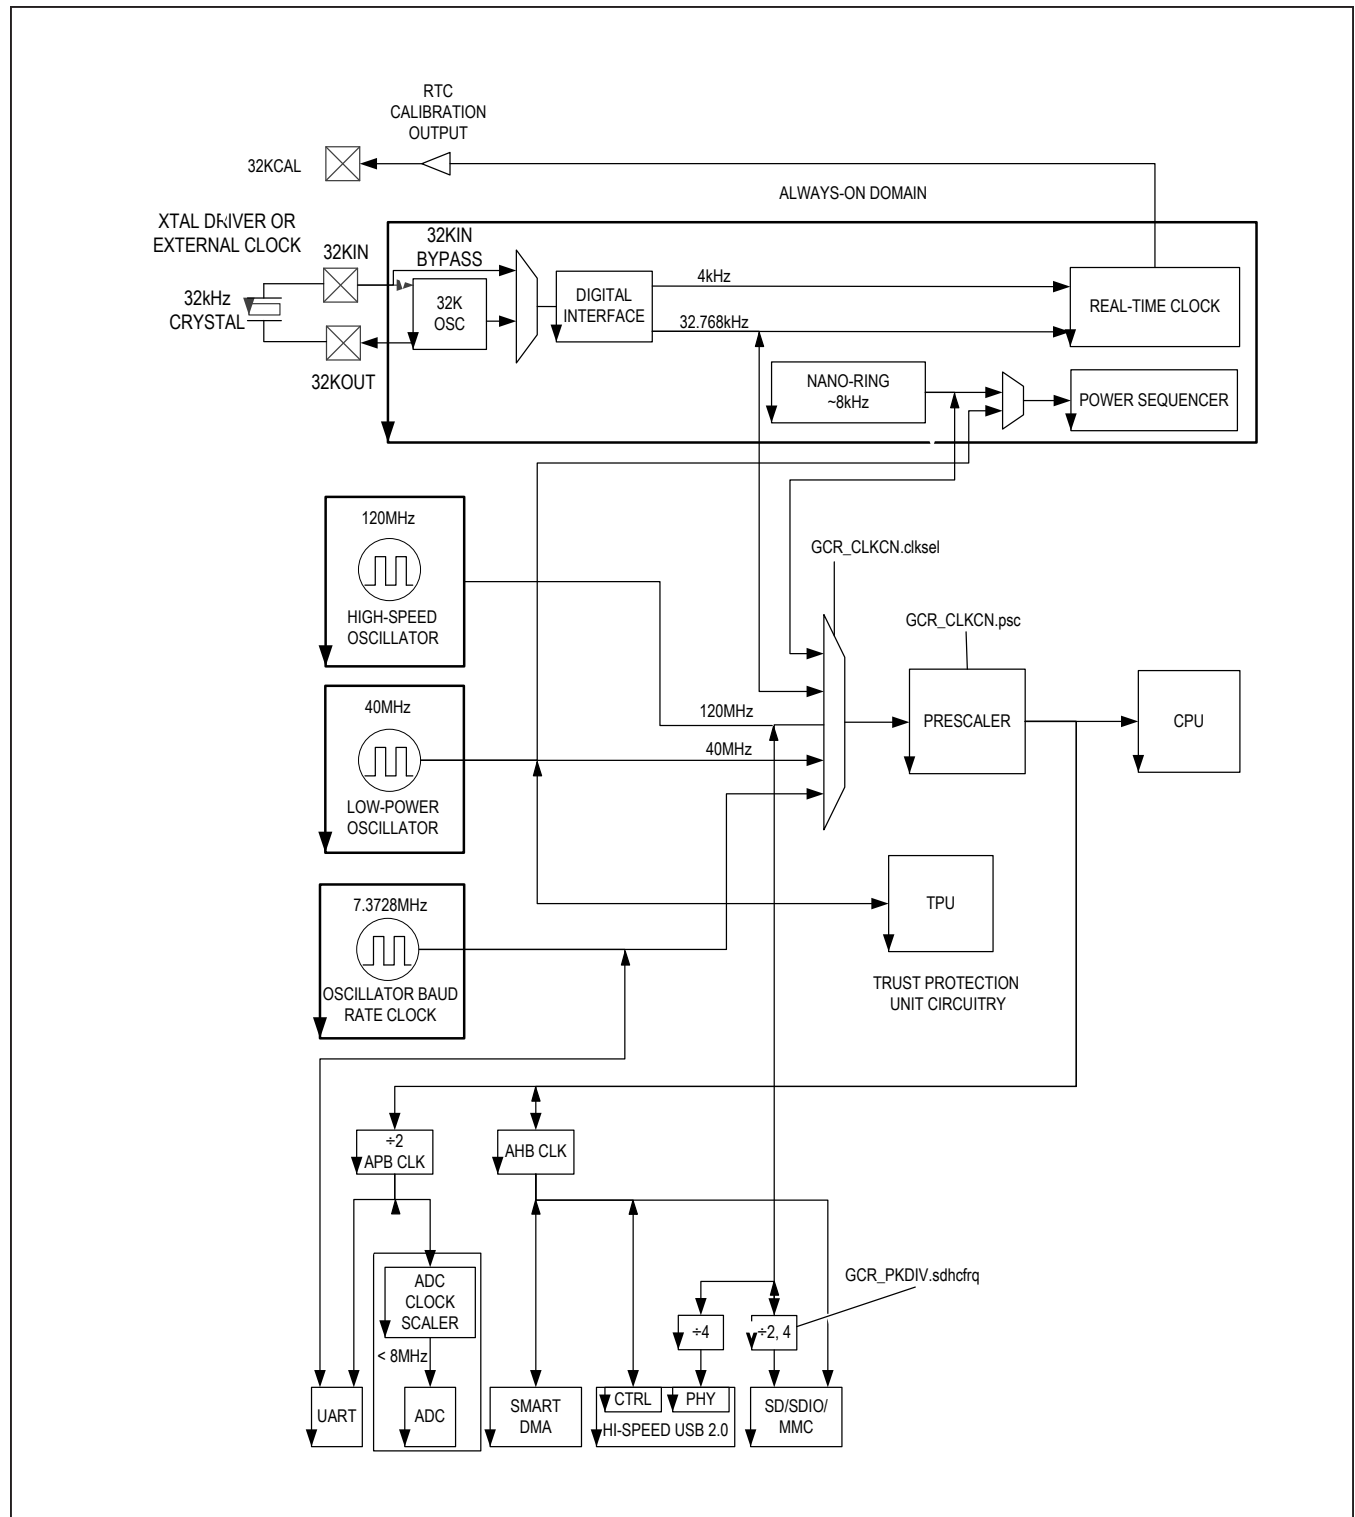 RTC
CALIBRATION
OUTPUT
32KCAL
ALWAYS-ON DOMAIN
XTAL DRIVER OR
EXTERNAL CLOCK
32KIN
32KIN
BYPASS
32kHz
CRYSTAL
32K
OSC
DIGITAL
INTERFACE
4kHz
32.768kHz
REAL-TIME CLOCK
32KOUT
NANO-RING
~8kHz
POWER SEQUENCER
120MHz
HIGH-SPEED
OSCILLATOR
GCR_CLKCN.clksel
GCR_CLKCN.psc
40MHz
LOW-POWER
OSCILLATOR
120MHz
40MHz
PRESCALER
CPU
7.3728MHz
OSCILLATOR BAUD
RATE CLOCK
TPU
TRUST PROTECTION
UNIT CIRCUITRY
÷2
APB CLK
AHB CLK
ADC
CLOCK
SCALER
< 8MHz
GCR_PKDIV.sdhcfrq
÷4
÷2, 4
UART
ADC
SMART
DMA
CTRL
PHY
HI-SPEED USB 2.0
SD/SDIO/
MMC